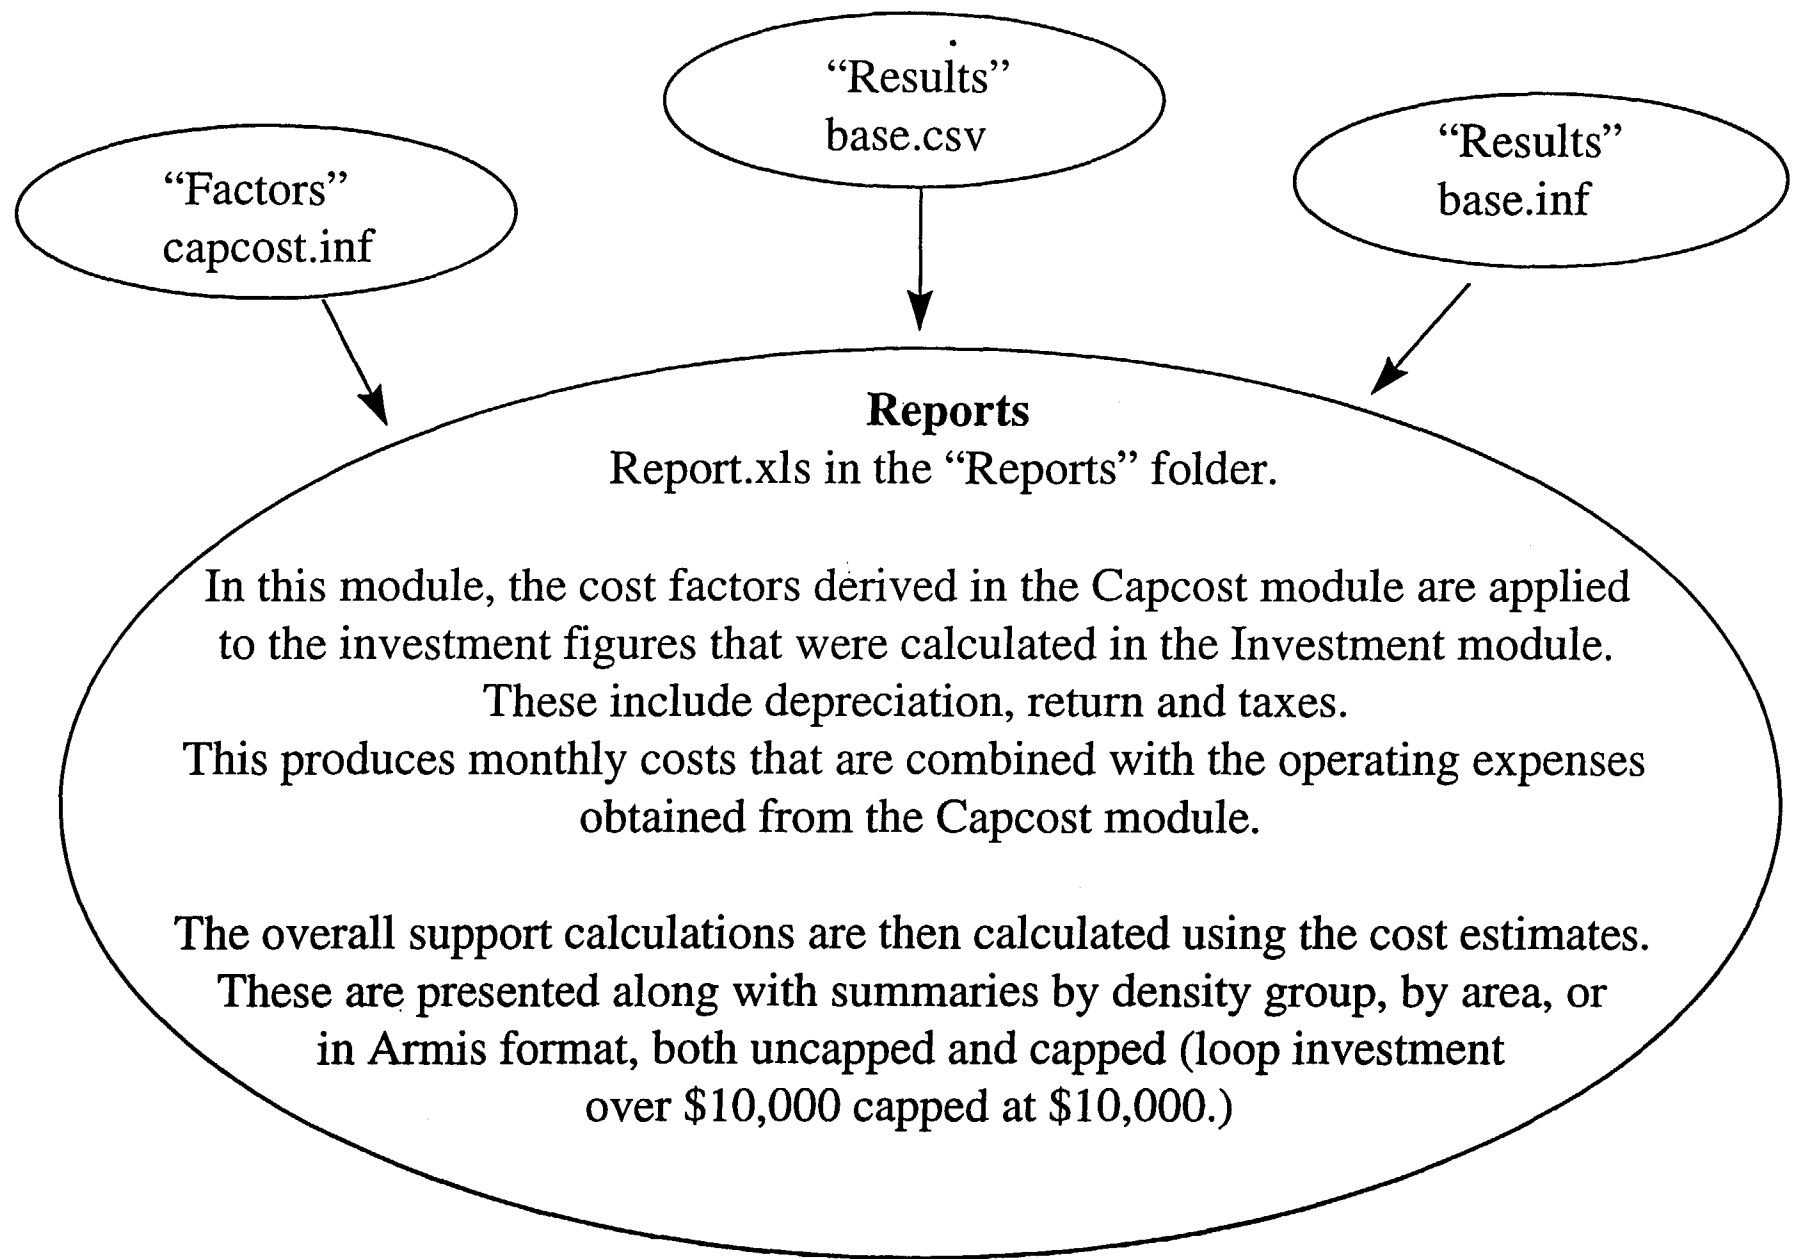 “Results”
base.csv
“Results”
base.inf
“Factors”
capcost.inf
Reports
Report.xls in the “Reports” folder.
In this module, the cost factors derived in the Capcost module are applied
to the investment figures that were calculated in the Investment module.
These include depreciation, return and taxes.
This produces monthly costs that are combined with the operating expenses
obtained from the Capcost module.
The overall support calculations are then calculated using the cost estimates.
These are presented along with summaries by density group, by area, or
in Armis format, both uncapped and capped (loop investment
over $10,000 capped at $10,000.)